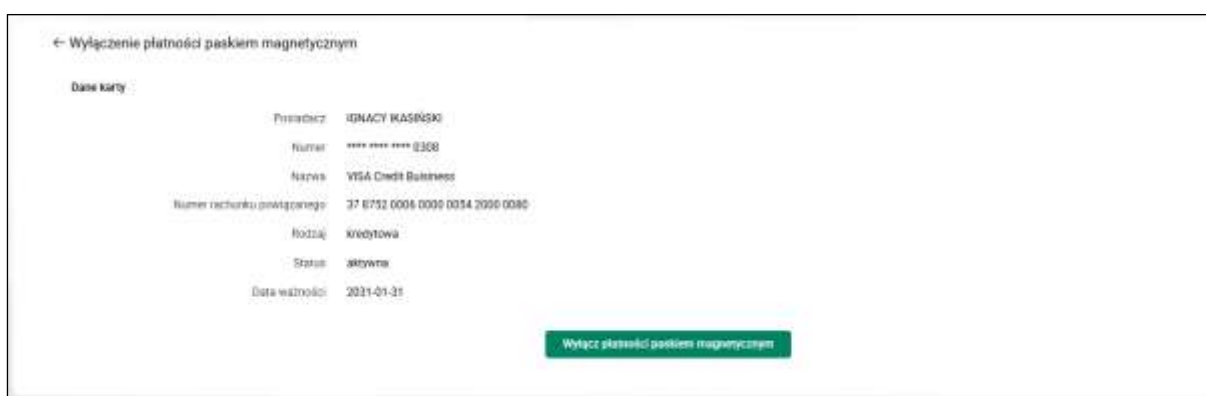 ← Wyłączenie płatności paskiem magnetycznym
Dane karty
Posiadacz IGNACY IKASIŃSKI
Numer **** **** **** 0308
Nazwa VISA Credit Buisiness
Numer rachunku powiązanego 37 8752 0006 0000 0054 2000 0080
Rodzaj kredytowa
Status aktywna
Data ważności 2031-01-31
Wyłącz płatności paskiem magnetycznym